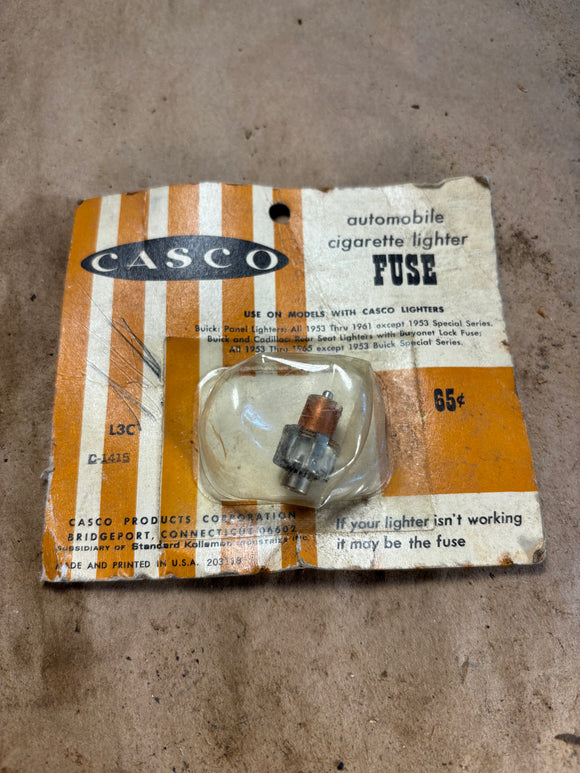 CASCO
automobile
cigarette lighter
FUSE
USE ON MODELS WITH CASCO LIGHTERS
Buick: Panel Lighters: All 1953 Thru 1961 except 1953 Special Series.
Buick and Cadillac: Rear Seat Lighters with Bayonet Lock Fuse;
All 1953 Thru 1965 except 1953 Buick Special Series.
65¢
L3C
C-1415
CASCO PRODUCTS CORPORATION
BRIDGEPORT, CONNECTICUT 06602
SUBSIDIARY OF Standard Kollsman INDUSTRIES INC.
MADE AND PRINTED IN U.S.A. 203118
If your lighter isn't working
it may be the fuse